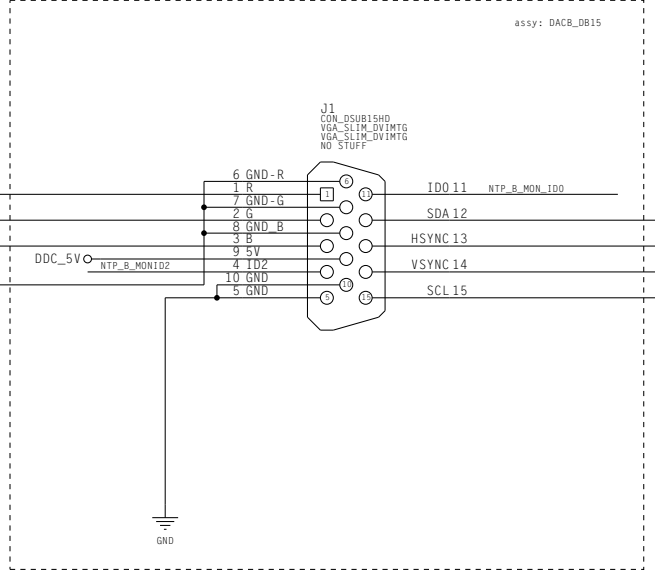 assy: DACB_DB15
J1
CON_DSUB15HD
VGA_SLIM_DVIMTG
VGA_SLIM_DVIMTG
NO STUFF
6 GND-R
1 R
7 GND-G
2 G
8 GND_B
3 B
9 5V
4 ID2
10 GND
5 GND
DDC_5V
NTP_B_MONID2
6
1
11
10
5
15
ID0 11 NTP_B_MON_ID0
SDA 12
HSYNC 13
VSYNC 14
SCL 15
GND